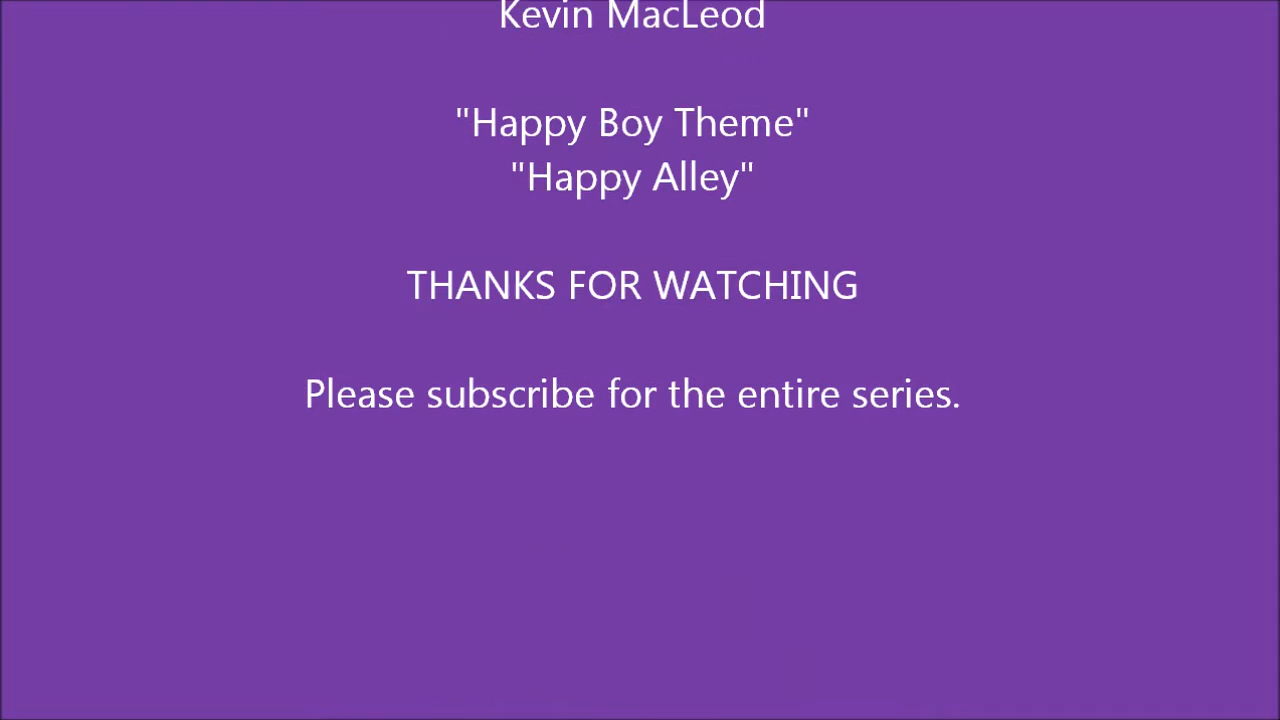 Kevin MacLeod
"Happy Boy Theme"
"Happy Alley"
THANKS FOR WATCHING
Please subscribe for the entire series.